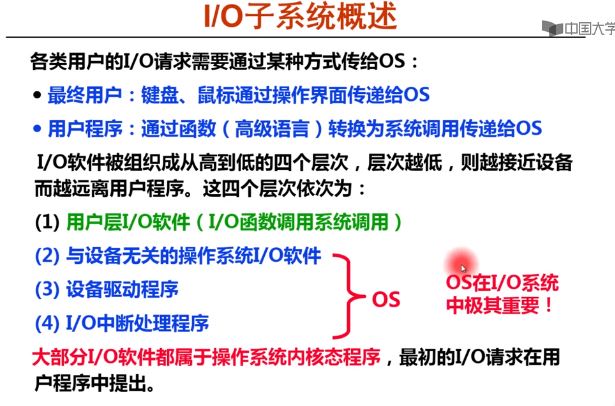 I/O子系统概述
中国大学
各类用户的I/O请求需要通过某种方式传给OS：
• 最终用户：键盘、鼠标通过操作界面传递给OS
• 用户程序：通过函数（高级语言）转换为系统调用传递给OS
I/O软件被组织成从高到低的四个层次，层次越低，则越接近设备
而越远离用户程序。这四个层次依次为：
(1) 用户层I/O软件（I/O函数调用系统调用）
(2) 与设备无关的操作系统I/O软件
(3) 设备驱动程序
(4) I/O中断处理程序
OS
OS在I/O系统
中极其重要！
大部分I/O软件都属于操作系统内核态程序，最初的I/O请求在用
户程序中提出。